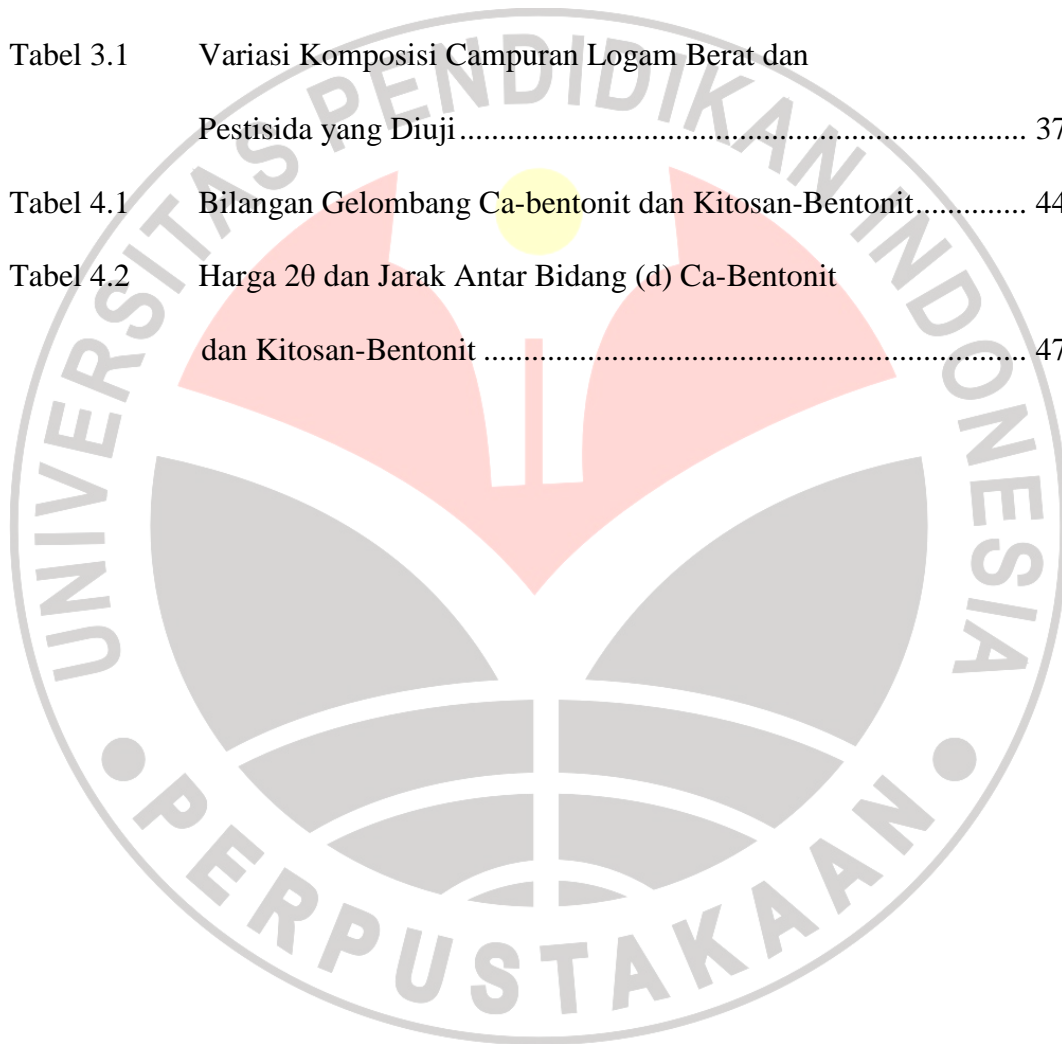 Tabel 3.1 Variasi Komposisi Campuran Logam Berat dan
Pestisida yang Diuji ...................................................................................... 37
Tabel 4.1 Bilangan Gelombang Ca-bentonit dan Kitosan-Bentonit .............. 44
Tabel 4.2 Harga 2θ dan Jarak Antar Bidang (d) Ca-Bentonit
dan Kitosan-Bentonit ................................................................................... 47
UNIVERSITAS PENDIDIKAN INDONESIA
PERPUSTAKAAN